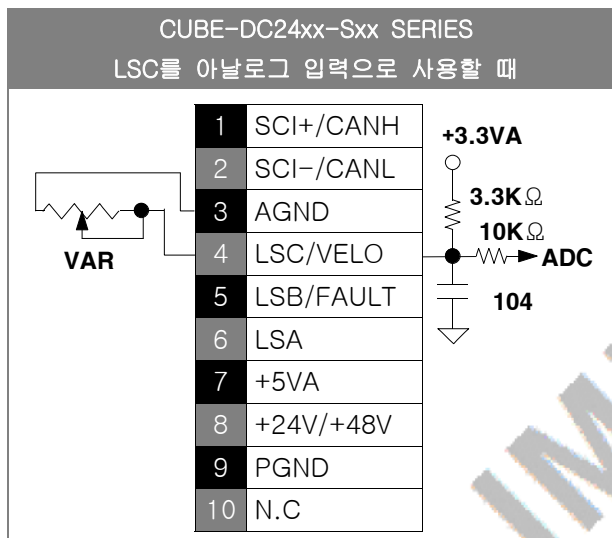 CUBE-DC24xx-Sxx SERIES
LSC를 아날로그 입력으로 사용할 때
1 SCI+/CANH
2 SCI-/CANL
3 AGND
4 LSC/VELO
5 LSB/FAULT
6 LSA
7 +5VA
8 +24V/+48V
9 PGND
10 N.C
VAR
+3.3VA
3.3KΩ
10KΩ
ADC
104